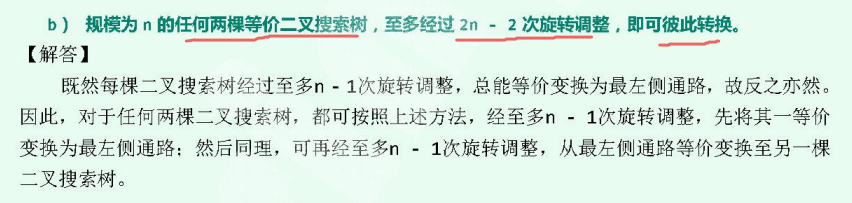 b） 规模为 n 的任何两棵等价二叉搜索树，至多经过 2n - 2 次旋转调整，即可彼此转换。
【解答】
既然每棵二叉搜索树经过至多n - 1次旋转调整，总能等价变换为最左侧通路，故反之亦然。
因此，对于任何两棵二叉搜索树，都可按照上述方法，经至多n - 1次旋转调整，先将其一等价
变换为最左侧通路；然后同理，可再经至多n - 1次旋转调整，从最左侧通路等价变换至另一棵
二叉搜索树。